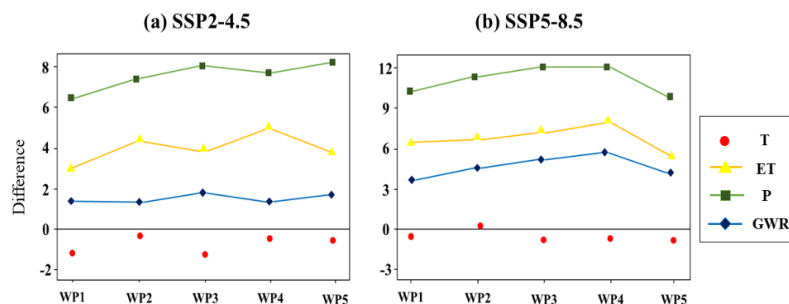 (a) SSP2-4.5
(b) SSP5-8.5
Difference
8
6
4
2
0
-2
WP1 WP2 WP3 WP4 WP5
12
9
6
3
0
-3
WP1 WP2 WP3 WP4 WP5
T
ET
P
GWR